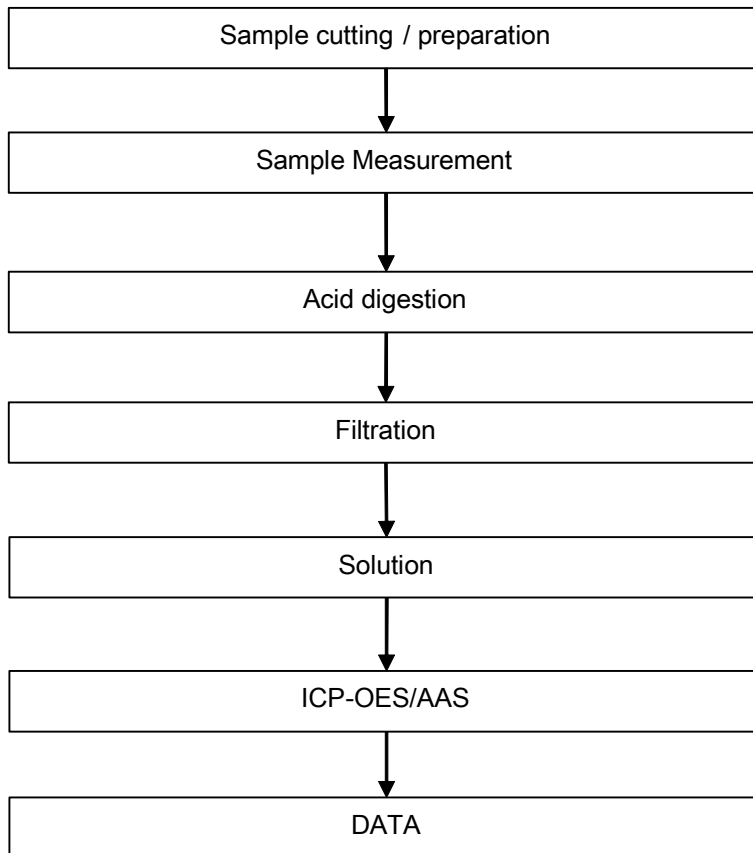 Sample cutting / preparation
Sample Measurement
Acid digestion
Filtration
Solution
ICP-OES/AAS
DATA